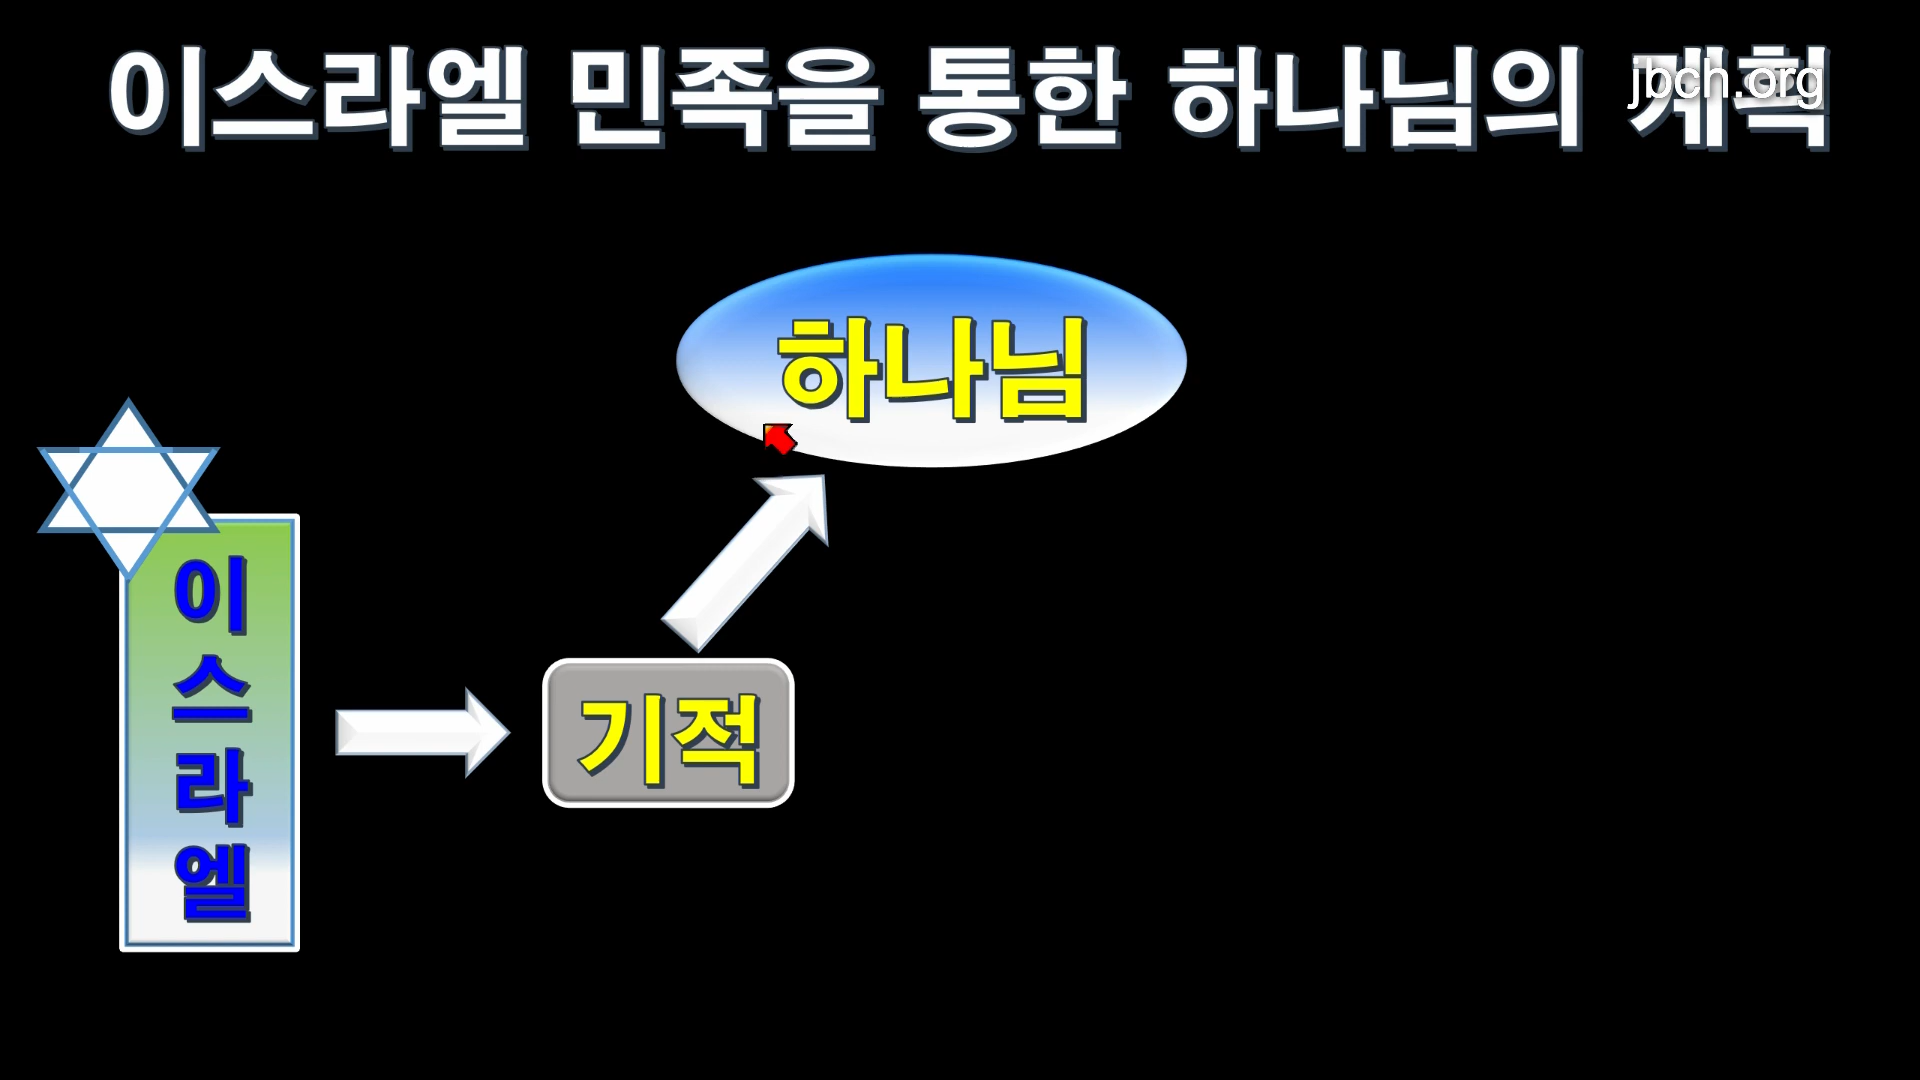 이스라엘 민족을 통한 하나님의 계획
jbch.org
하나님
이스라엘
기적